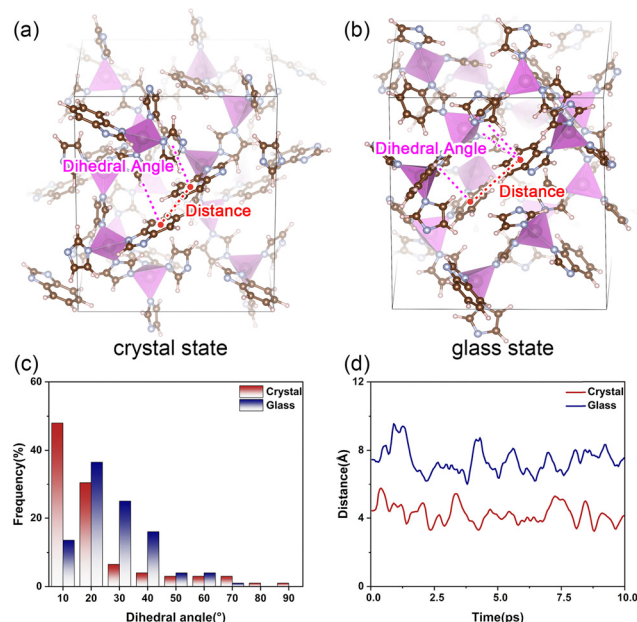 (a)
(b)
Dihedral Angle
Distance
Dihedral Angle
Distance
crystal state
glass state
(c)
60
40
20
0
Frequency(%)
Crystal
Glass
10 20 30 40 50 60 70 80 90
Dihedral angle(°)
(d)
12
8
4
0
Distance(Å)
Crystal
Glass
0.0 2.5 5.0 7.5 10.0
Time(ps)